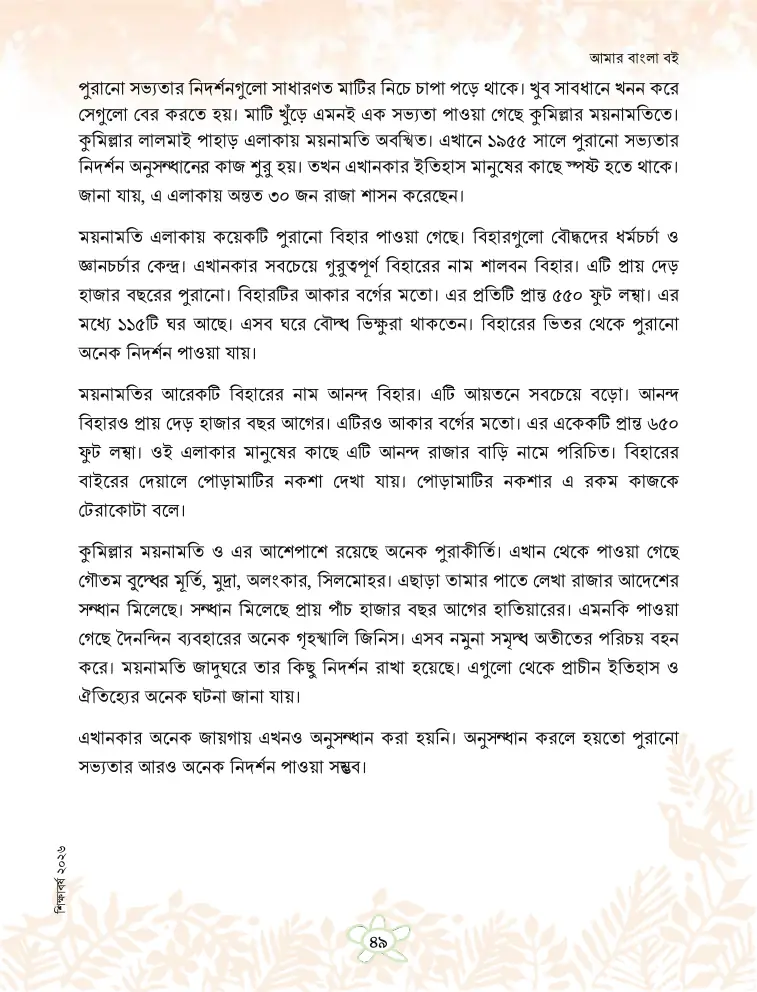 আমার বাংলা বই
পুরানো সভ্যতার নিদর্শনগুলো সাধারণত মাটির নিচে চাপা পড়ে থাকে। খুব সাবধানে খনন করে
সেগুলো বের করতে হয়। মাটি খুঁড়ে এমনই এক সভ্যতা পাওয়া গেছে কুমিল্লার ময়নামতিতে।
কুমিল্লার লালমাই পাহাড় এলাকায় ময়নামতি অবস্থিত। এখানে ১৯৫৫ সালে পুরানো সভ্যতার
নিদর্শন অনুসন্ধানের কাজ শুরু হয়। তখন এখানকার ইতিহাস মানুষের কাছে স্পষ্ট হতে থাকে।
জানা যায়, এ এলাকায় অন্তত ৩০ জন রাজা শাসন করেছেন।
ময়নামতি এলাকায় কয়েকটি পুরানো বিহার পাওয়া গেছে। বিহারগুলো বৌদ্ধদের ধর্মচর্চা ও
জ্ঞানচর্চার কেন্দ্র। এখানকার সবচেয়ে গুরুত্বপূর্ণ বিহারের নাম শালবন বিহার। এটি প্রায় দেড়
হাজার বছরের পুরানো। বিহারটির আকার বর্গের মতো। এর প্রতিটি প্রান্ত ৫৫০ ফুট লম্বা। এর
মধ্যে ১১৫টি ঘর আছে। এসব ঘরে বৌদ্ধ ভিক্ষুরা থাকতেন। বিহারের ভিতর থেকে পুরানো
অনেক নিদর্শন পাওয়া যায়।
ময়নামতির আরেকটি বিহারের নাম আনন্দ বিহার। এটি আয়তনে সবচেয়ে বড়ো। আনন্দ
বিহারও প্রায় দেড় হাজার বছর আগের। এটিরও আকার বর্গের মতো। এর একেকটি প্রান্ত ৬৫০
ফুট লম্বা। ওই এলাকার মানুষের কাছে এটি আনন্দ রাজার বাড়ি নামে পরিচিত। বিহারের
বাইরের দেয়ালে পোড়ামাটির নকশা দেখা যায়। পোড়ামাটির নকশার এ রকম কাজকে
টেরাকোটা বলে।
কুমিল্লার ময়নামতি ও এর আশেপাশে রয়েছে অনেক পুরাকীর্তি। এখান থেকে পাওয়া গেছে
গৌতম বুদ্ধের মূর্তি, মুদ্রা, অলংকার, সিলমোহর। এছাড়া তামার পাতে লেখা রাজার আদেশের
সন্ধান মিলেছে। সন্ধান মিলেছে প্রায় পাঁচ হাজার বছর আগের হাতিয়ারের। এমনকি পাওয়া
গেছে দৈনন্দিন ব্যবহারের অনেক গৃহস্থালি জিনিস। এসব নমুনা সমৃদ্ধ অতীতের পরিচয় বহন
করে। ময়নামতি জাদুঘরে তার কিছু নিদর্শন রাখা হয়েছে। এগুলো থেকে প্রাচীন ইতিহাস ও
ঐতিহ্যের অনেক ঘটনা জানা যায়।
এখানকার অনেক জায়গায় এখনও অনুসন্ধান করা হয়নি। অনুসন্ধান করলে হয়তো পুরানো
সভ্যতার আরও অনেক নিদর্শন পাওয়া সম্ভব।
শিক্ষাবর্ষ ২০২৬
৪৯